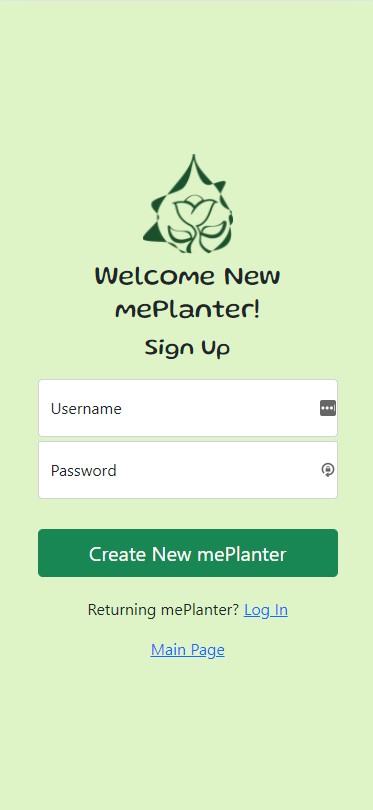 Welcome New
mePlanter!
Sign Up
Username
Password
Create New mePlanter
Returning mePlanter? Log In
Main Page